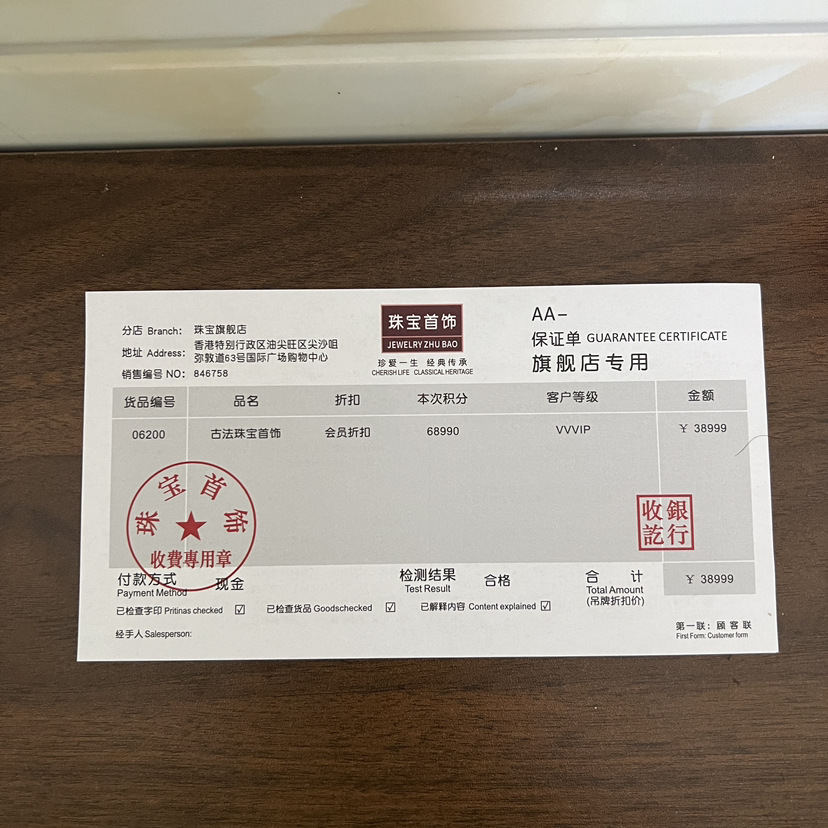 分店 Branch: 珠宝旗舰店
地址 Address: 香港特别行政区油尖旺区尖沙咀
弥敦道63号国际广场购物中心
销售编号 NO: 846758
珠宝首饰
JEWELRY ZHU BAO
珍爱一生 经典传承
CHERISH LIFE CLASSICAL HERITAGE
AA-
保证单 GUARANTEE CERTIFICATE
旗舰店专用
货品编号 品名 折扣 本次积分 客户等级 金额
06200 古法珠宝首饰 会员折扣 68990 VVVIP ￥ 38999
珠宝首饰
收費專用章
收銀
訖行
付款方式 现金
Payment Method
检测结果 合格
Test Result
合计 ￥ 38999
Total Amount
(吊牌折扣价)
已检查字印 Pritinas checked ☑ 已检查货品 Goodschecked ☑ 已解释内容 Content explained ☑
经手人 Salesperson:
第一联: 顾客联
First Form: Customer form